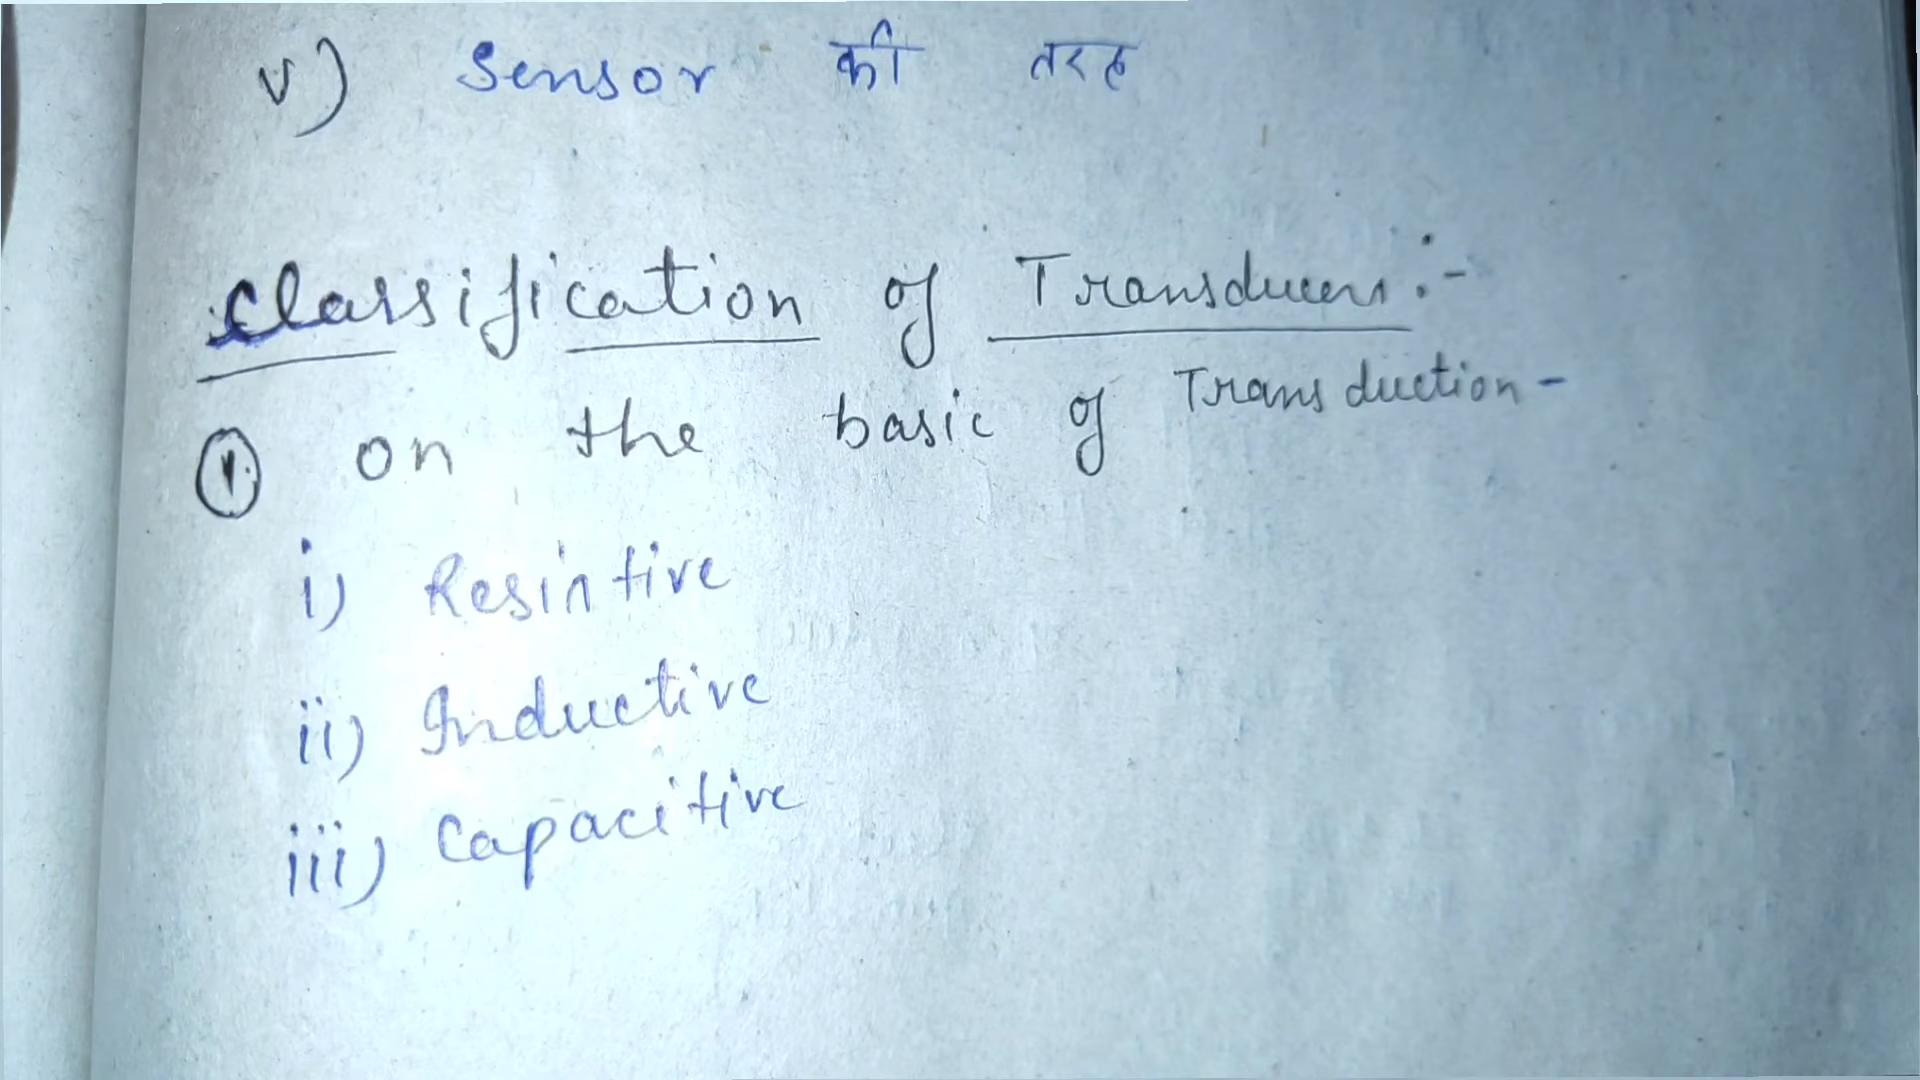 v) Sensor की तरह
Classification of Transducers :-
① on the basic of Transduction -
i) Resintive
ii) Inductive
iii) Capacitive